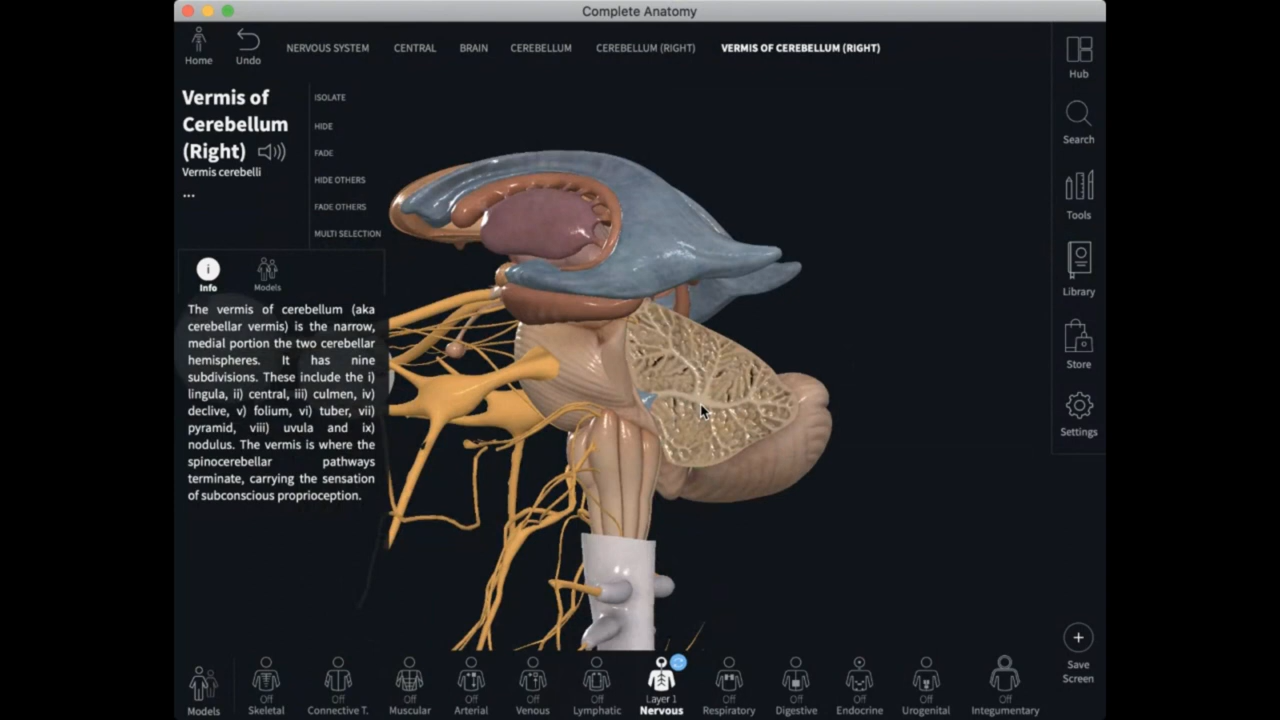 Complete Anatomy
Home
Undo
NERVOUS SYSTEM
CENTRAL
BRAIN
CEREBELLUM
CEREBELLUM (RIGHT)
VERMIS OF CEREBELLUM (RIGHT)
Vermis of
Cerebellum
(Right)
Vermis cerebelli
...
ISOLATE
HIDE
FADE
HIDE OTHERS
FADE OTHERS
MULTI SELECTION
i
Info
Models
The vermis of cerebellum (aka
cerebellar vermis) is the narrow,
medial portion the two cerebellar
hemispheres. It has nine
subdivisions. These include the i)
lingula, ii) central, iii) culmen, iv)
declive, v) folium, vi) tuber, vii)
pyramid, viii) uvula and ix)
nodulus. The vermis is where the
spinocerebellar pathways
terminate, carrying the sensation
of subconscious proprioception.
Hub
Search
Tools
Library
Store
Settings
Save
Screen
Models
Off
Skeletal
Off
Connective T.
Off
Muscular
Off
Arterial
Off
Venous
Off
Lymphatic
Layer 1
Nervous
Off
Respiratory
Off
Digestive
Off
Endocrine
Off
Urogenital
Off
Integumentary